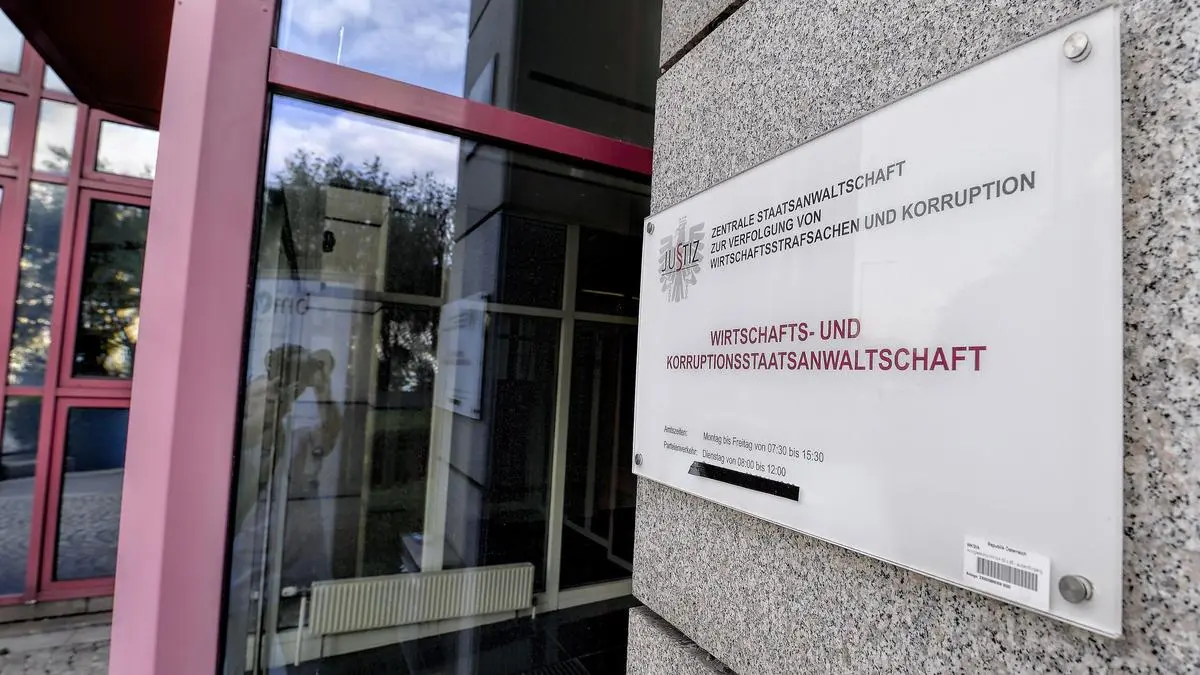 JUSTIZ
ZENTRALE STAATSANWALTSCHAFT
ZUR VERFOLGUNG VON
WIRTSCHAFTSSTRAFSACHEN UND KORRUPTION
WIRTSCHAFTS- UND
KORRUPTIONSSTAATSANWALTSCHAFT
Amtszeiten: Montag bis Freitag von 07:30 bis 15:30
Parteienverkehr: Dienstag von 08:00 bis 12:00
Republik Österreich
WKStA